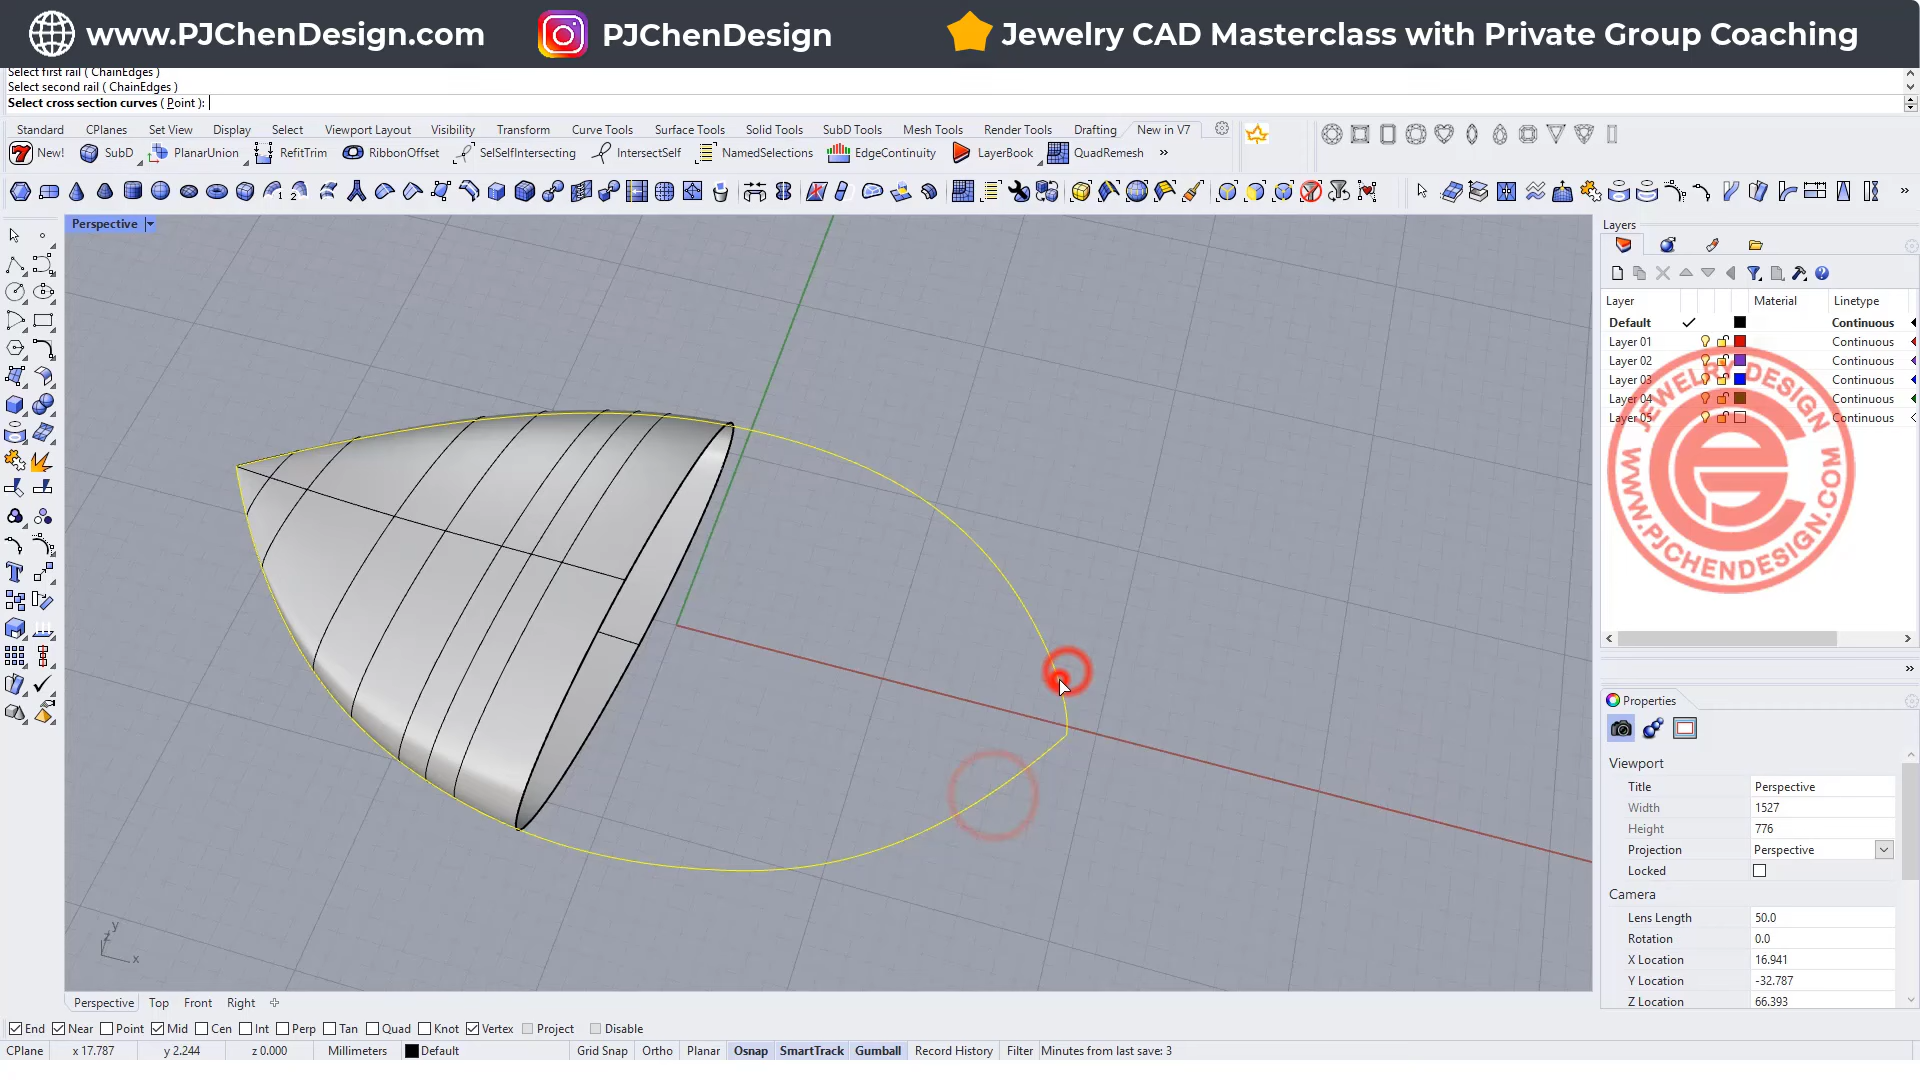 www.PJChenDesign.com PJChenDesign Jewelry CAD Masterclass with Private Group Coaching
Select first rail ( ChainEdges )
Select second rail ( ChainEdges )
Select cross section curves ( Point ):
Standard CPlanes Set View Display Select Viewport Layout Visibility Transform Curve Tools Surface Tools Solid Tools SubD Tools Mesh Tools Render Tools Drafting New in V7
7 New! SubD PlanarUnion RefitTrim RibbonOffset SelSelfIntersecting IntersectSelf NamedSelections EdgeContinuity LayerBook QuadRemesh »
1 2 »
Perspective
Layers
Layer Material Linetype
Default Continuous
Layer 01 Continuous
Layer 02 Continuous
Layer 03 Continuous
Layer 04 Continuous
Layer 05 Continuous
JEWELRY DESIGN
WWW.PJCHENDESIGN.COM
»
Properties
Viewport
Title Perspective
Width 1527
Height 776
Projection Perspective
Locked
Camera
Lens Length 50.0
Rotation 0.0
X Location 16.941
Y Location -32.787
Z Location 66.393
y
z
x
Perspective Top Front Right
End Near Point Mid Cen Int Perp Tan Quad Knot Vertex Project Disable
CPlane x 17.787 y 2.244 z 0.000 Millimeters Default Grid Snap Ortho Planar Osnap SmartTrack Gumball Record History Filter Minutes from last save: 3